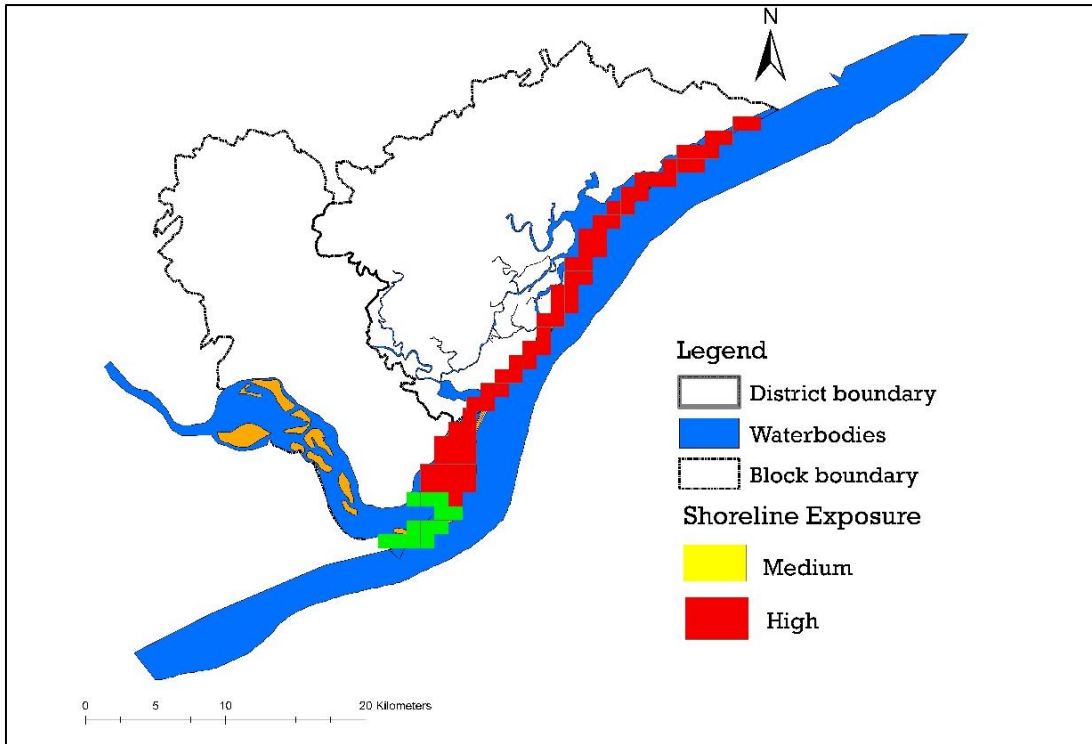 N
Legend
District boundary
Waterbodies
Block boundary
Shoreline Exposure
Medium
High
0 5 10 20 Kilometers